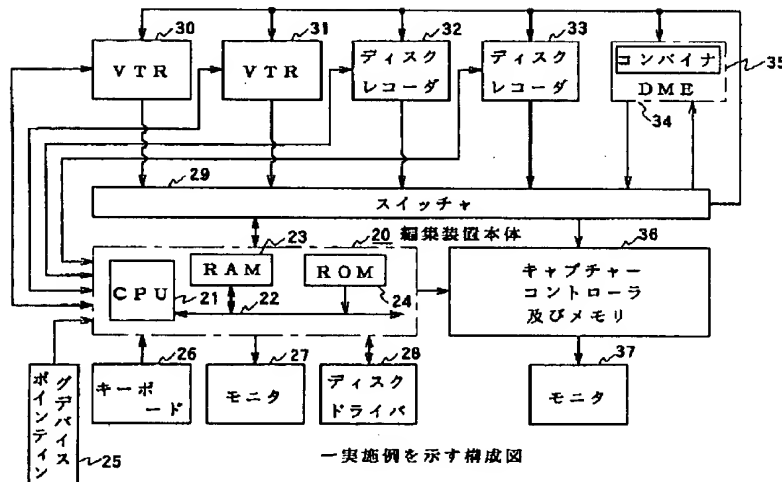 30
31
32
33
VTR
VTR
ディスク
レコーダ
ディスク
レコーダ
コンバイナ
35
DME
34
29
スイッチャ
20 編集装置本体
23
36
RAM
ROM
CPU
21
22
24
キャプチャー
コントローラ
及びメモリ
26
27
28
37
キーボ
ード
モニタ
ディスク
ドライバ
モニタ
ポインティン
グデバイス
25
一実施例を示す構成図